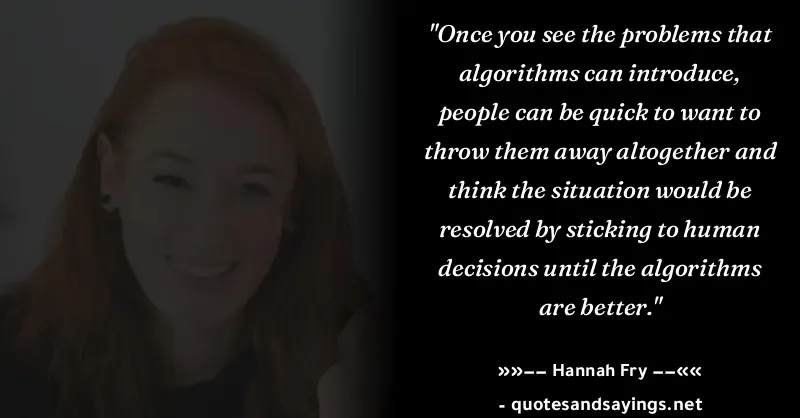 "Once you see the problems that
algorithms can introduce,
people can be quick to want to
throw them away altogether and
think the situation would be
resolved by sticking to human
decisions until the algorithms
are better."
»»-- Hannah Fry --««
- quotesandsayings.net